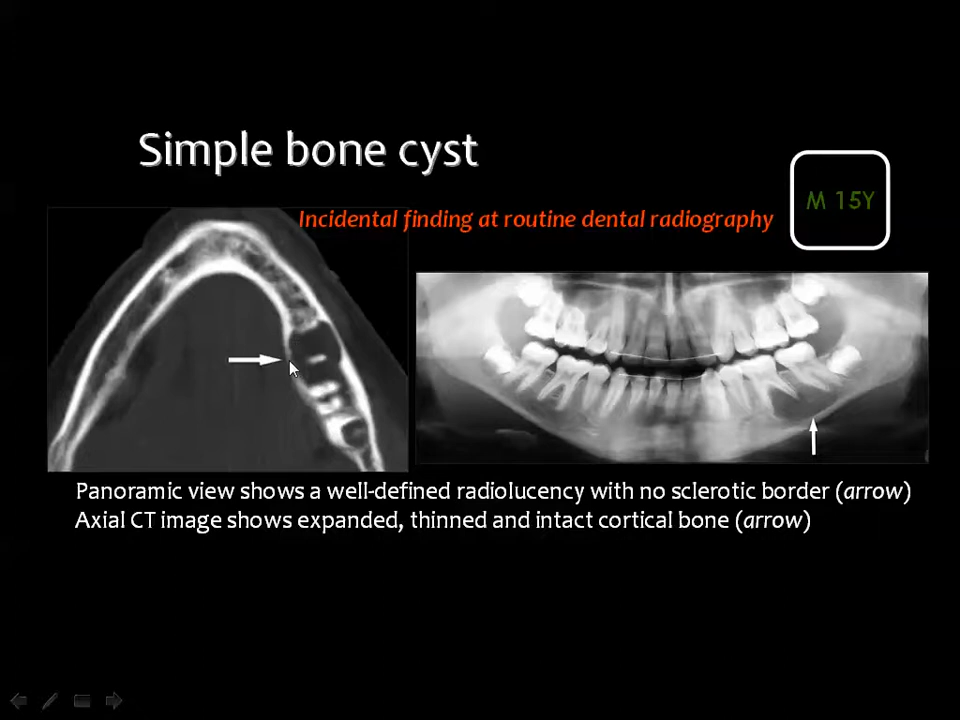 Simple bone cyst
M 15Y
Incidental finding at routine dental radiography
Panoramic view shows a well-defined radiolucency with no sclerotic border (arrow)
Axial CT image shows expanded, thinned and intact cortical bone (arrow)